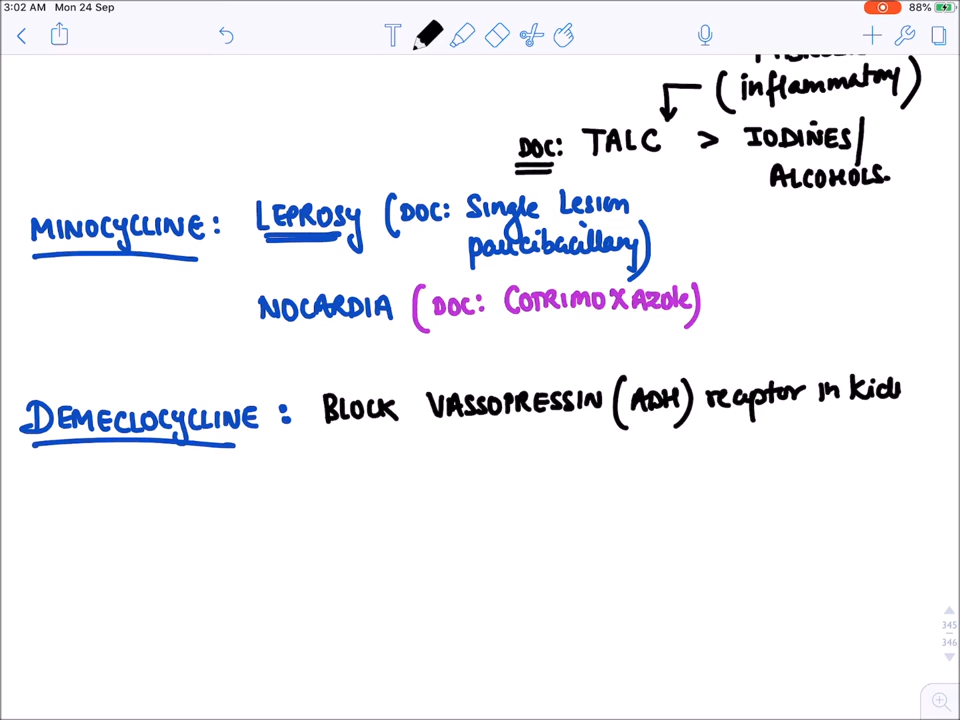 3:02 AM Mon 24 Sep
88%
T
(inflammatory)
DOC: TALC > IODINES/
ALCOHOLS.
MINOCYCLINE: LEPROSY (DOC: Single Lesion
paucibacillary)
NOCARDIA (DOC: COTRIMOXAZOLE)
DEMECLOCYCLINE: BLOCK VASSOPRESSIN (ADH) receptor in Kid
345
346